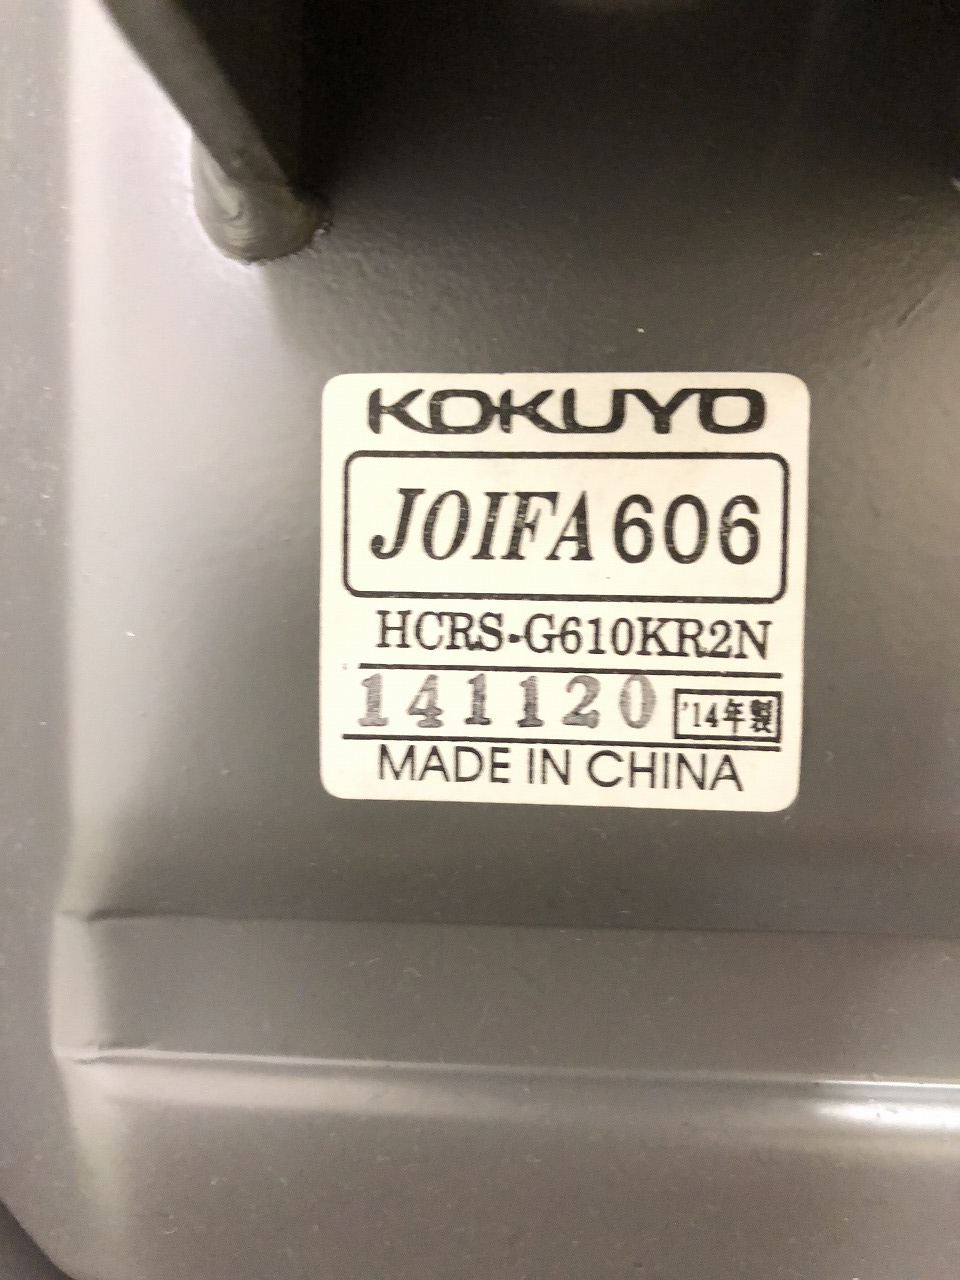 KOKUYO
JOIFA 606
HCRS-G610KR2N
141120 '14年製
MADE IN CHINA